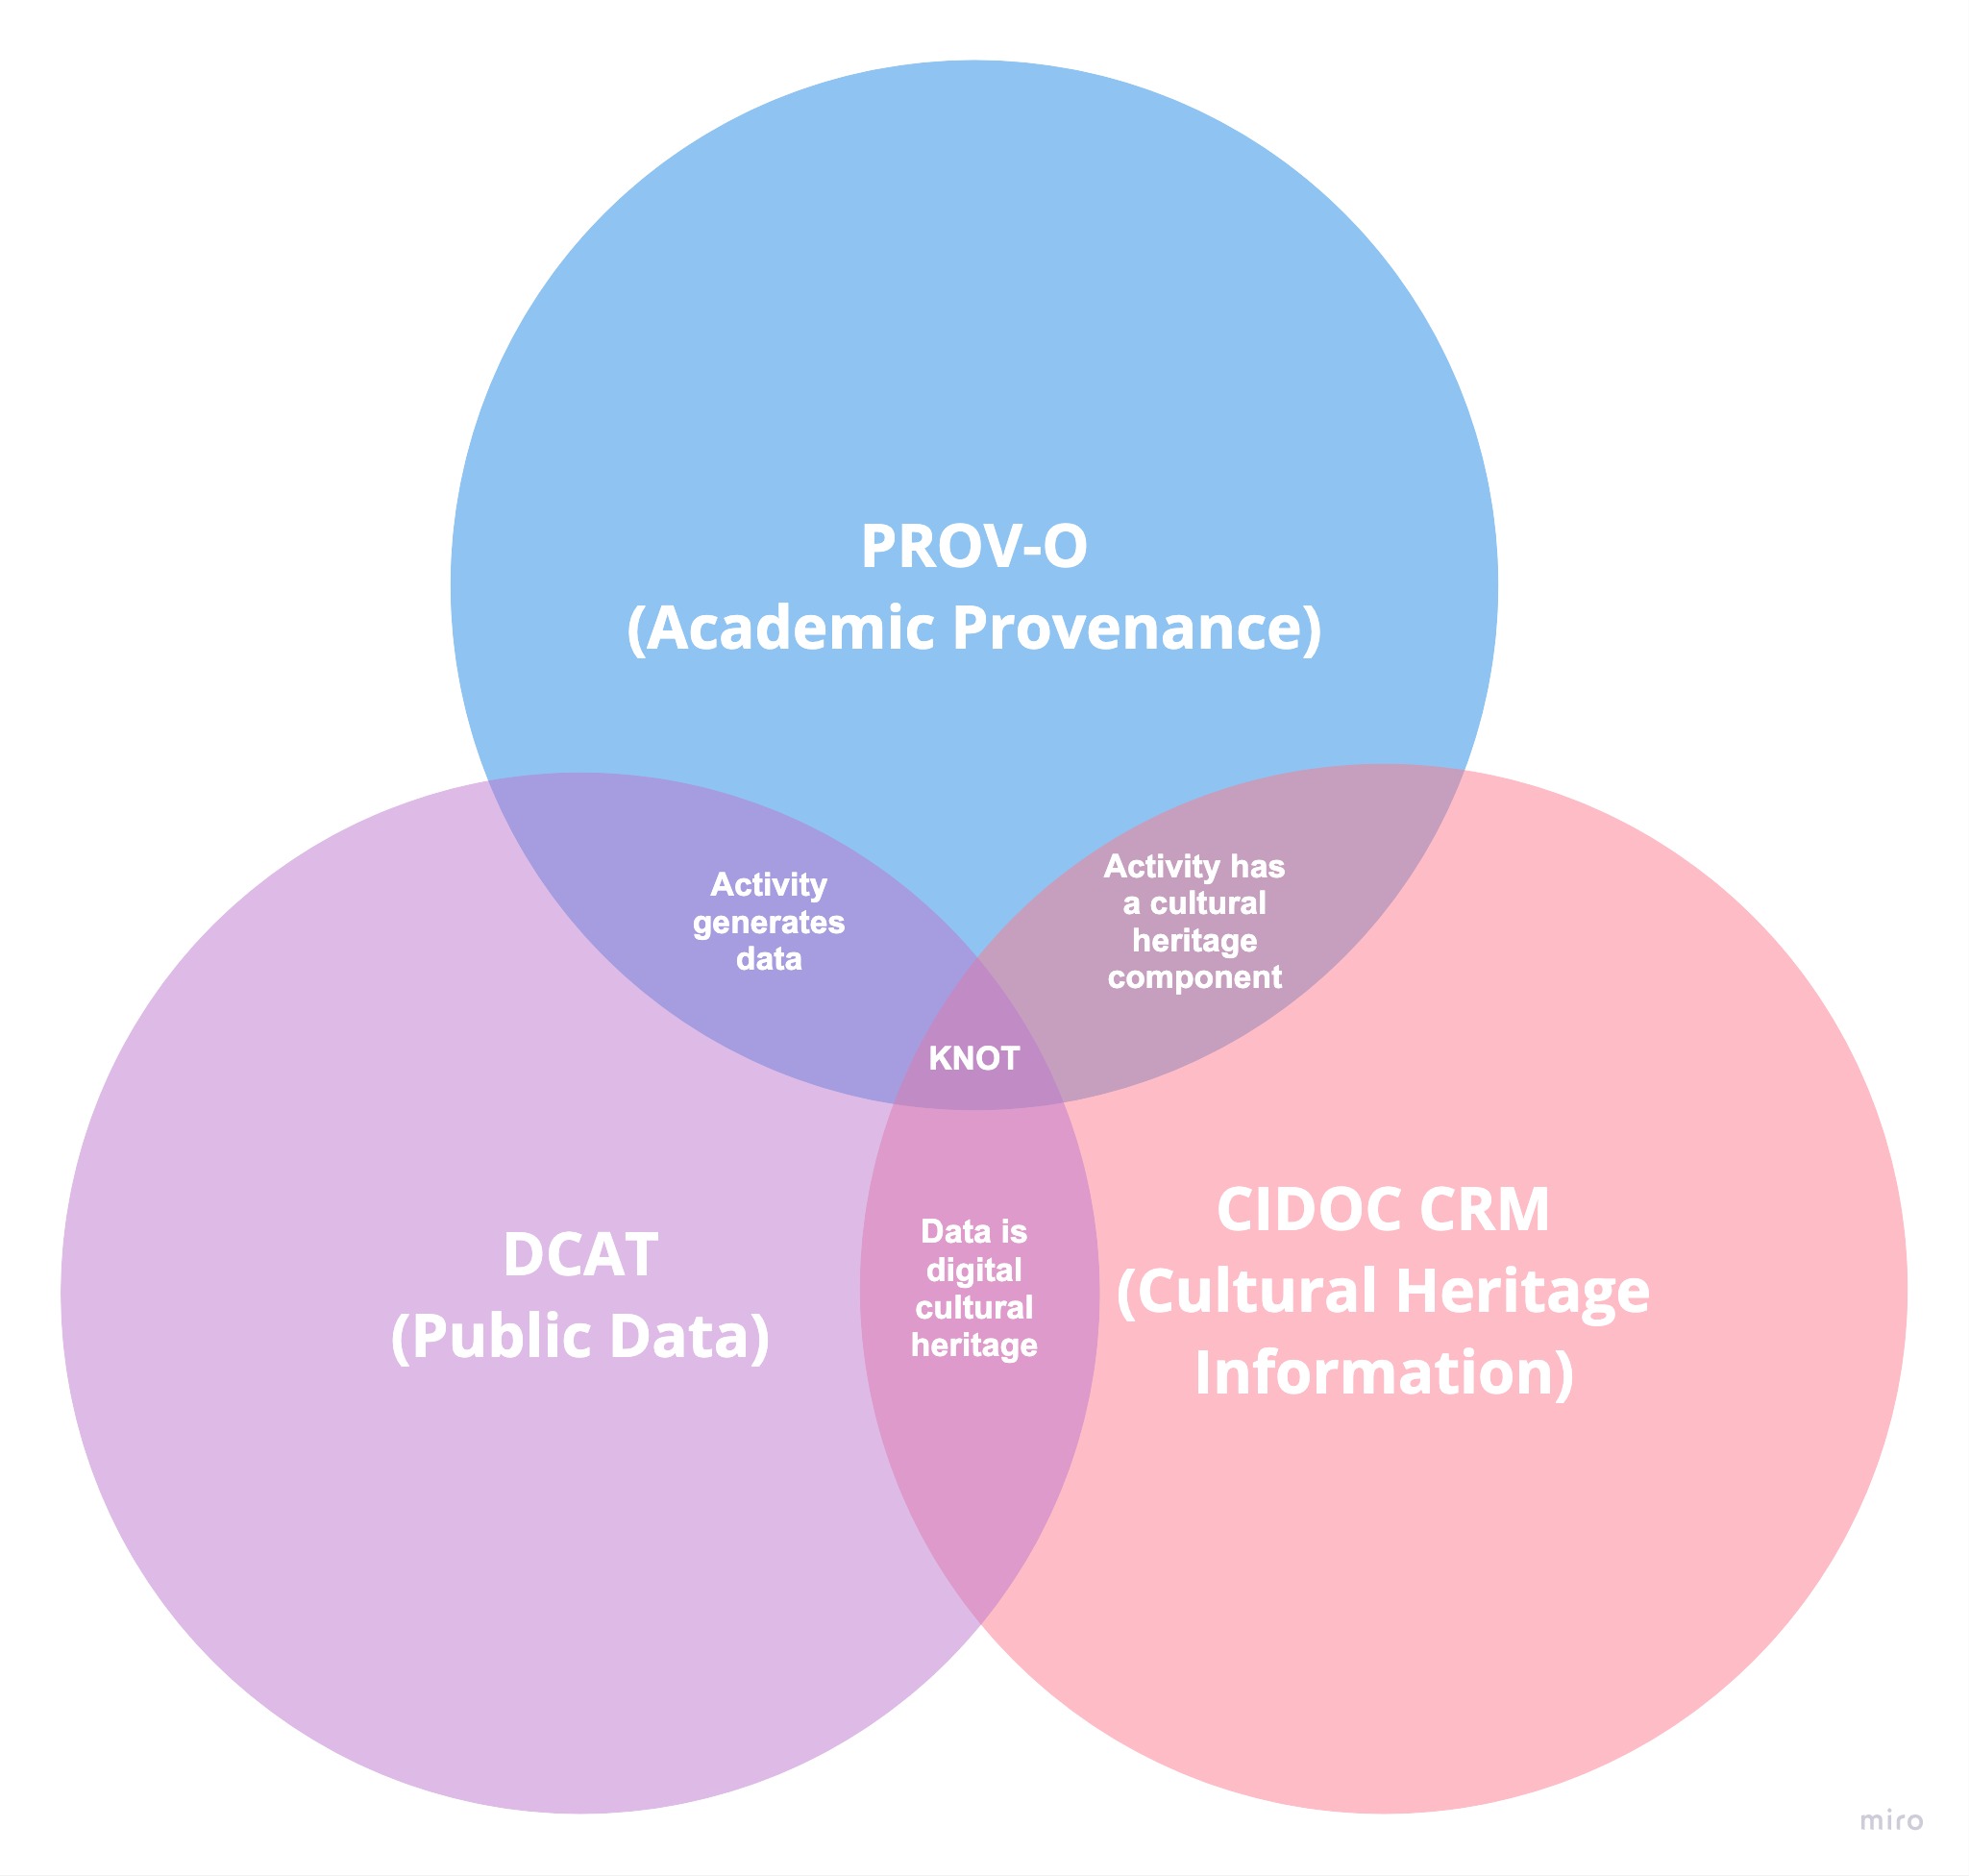 PROV-O
(Academic Provenance)
Activity
generates
data
Activity has
a cultural
heritage
component
KNOT
DCAT
(Public Data)
Data is
digital
cultural
heritage
CIDOC CRM
(Cultural Heritage
Information)
miro